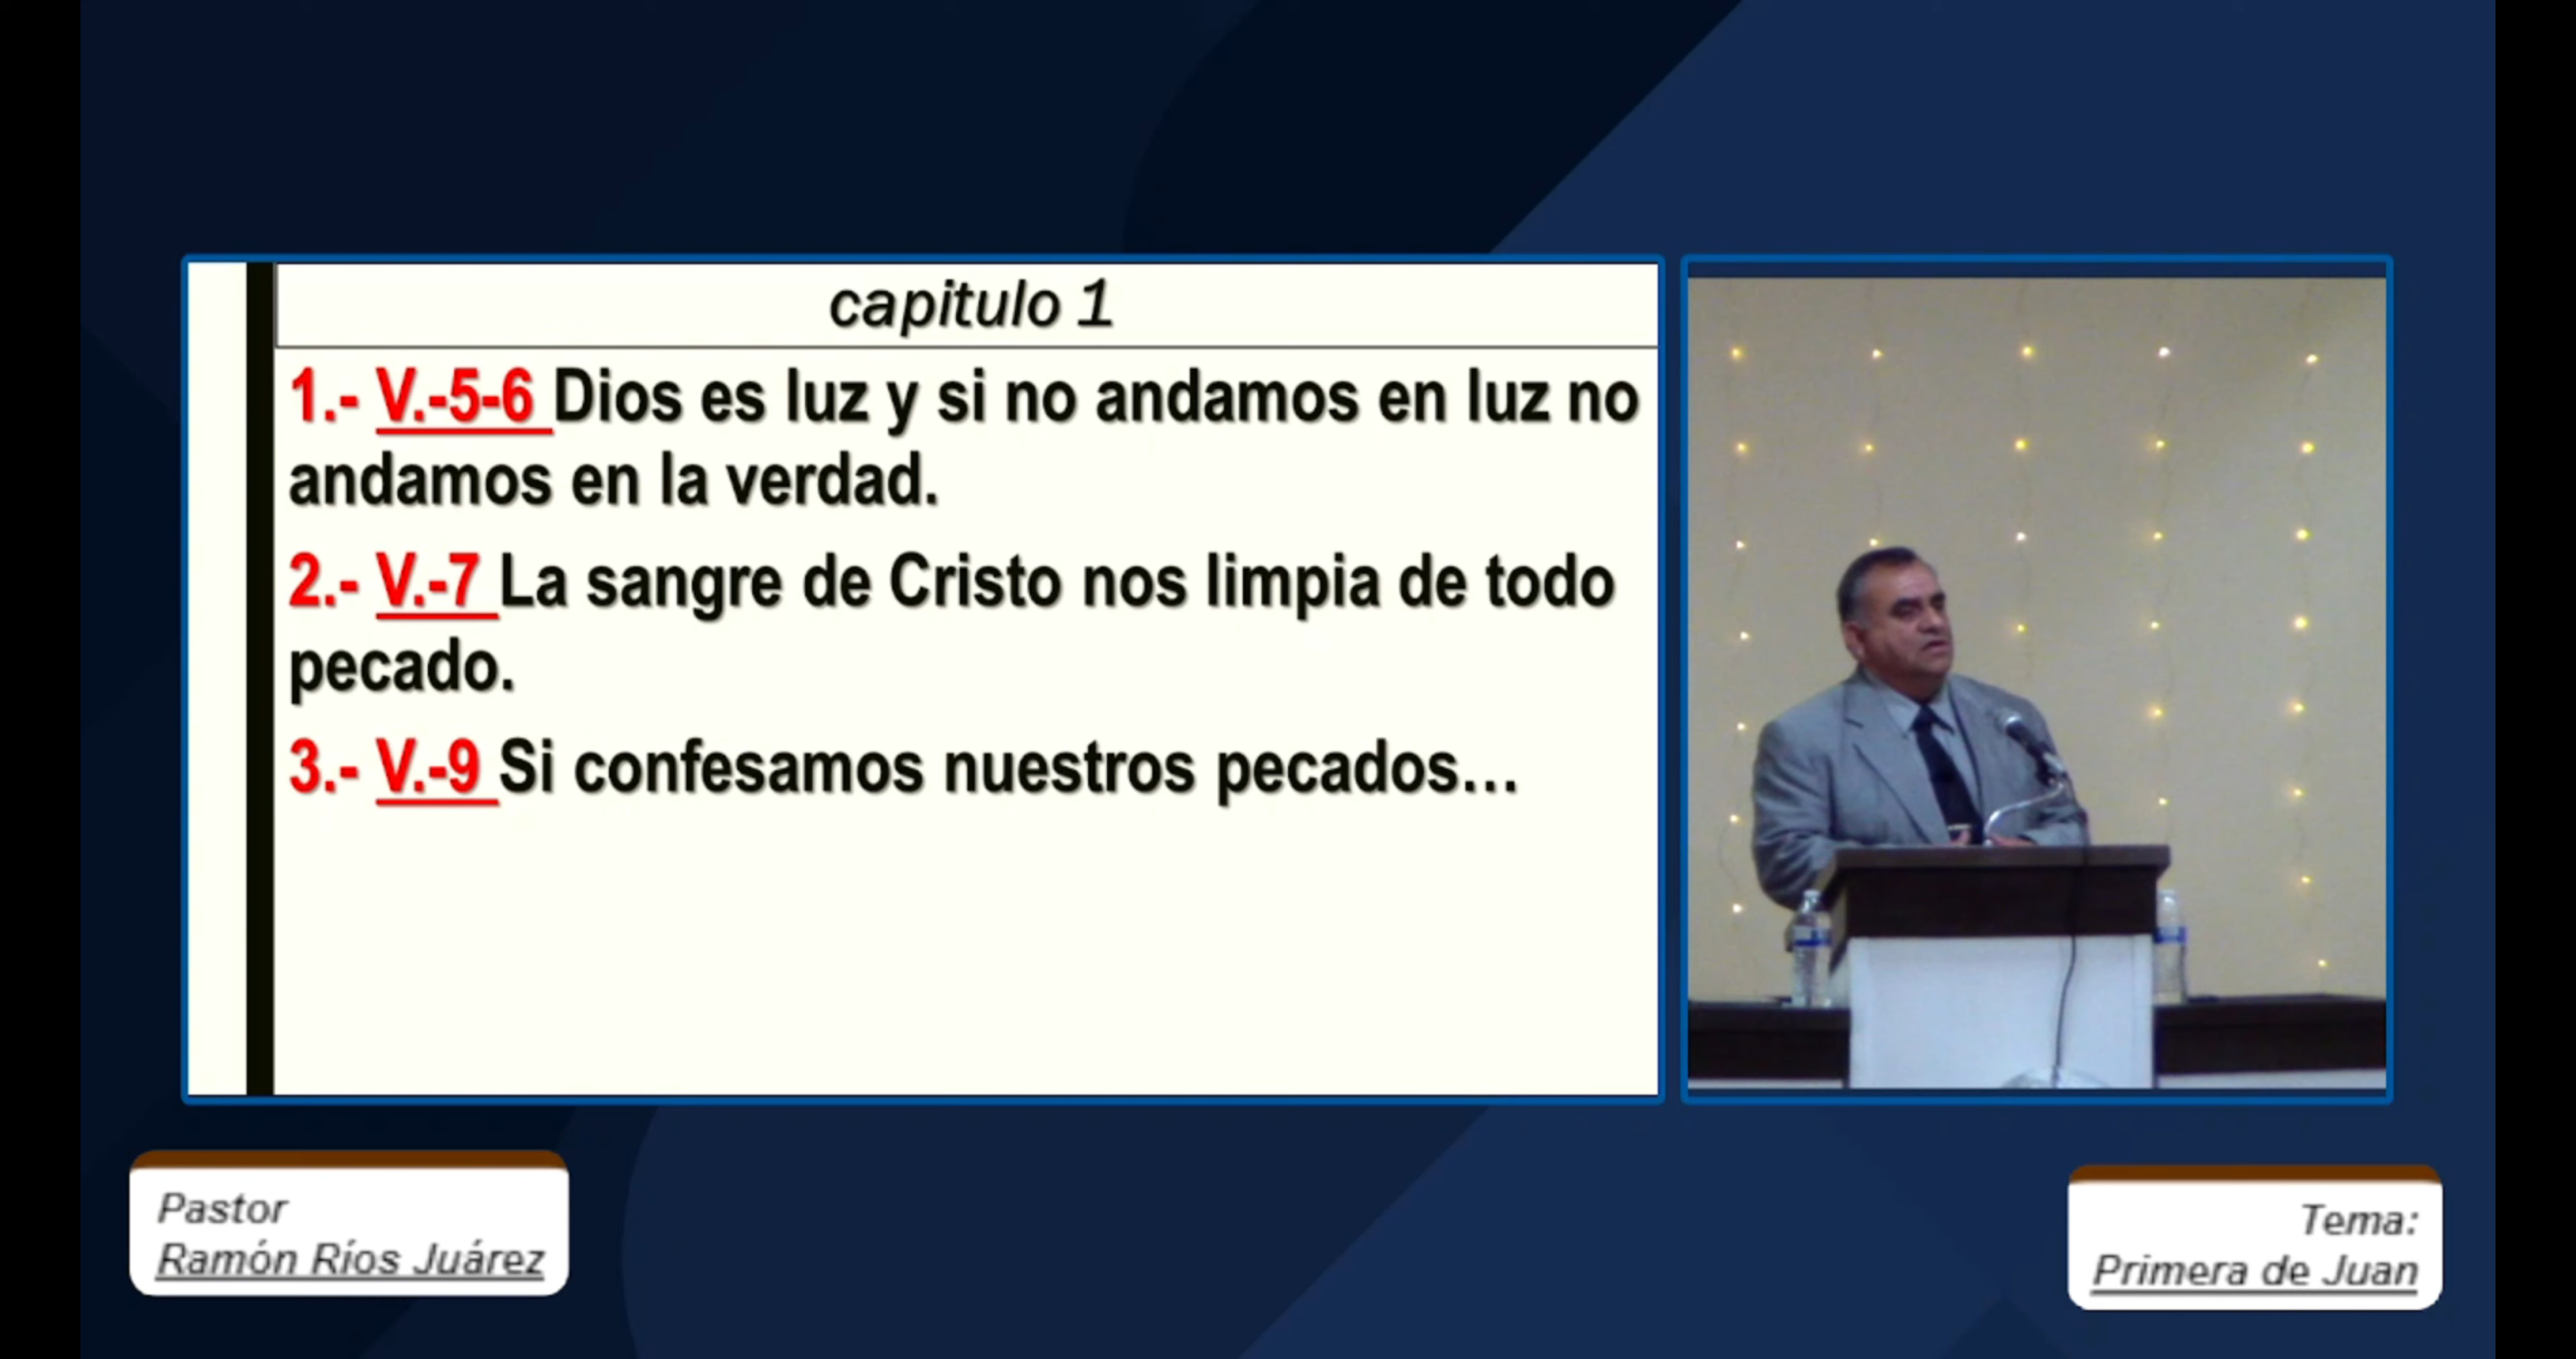 capitulo 1
1.- V.-5-6 Dios es luz y si no andamos en luz no
andamos en la verdad.
2.- V.-7 La sangre de Cristo nos limpia de todo
pecado.
3.- V.-9 Si confesamos nuestros pecados...
Pastor
Ramón Ríos Juárez
Tema:
Primera de Juan